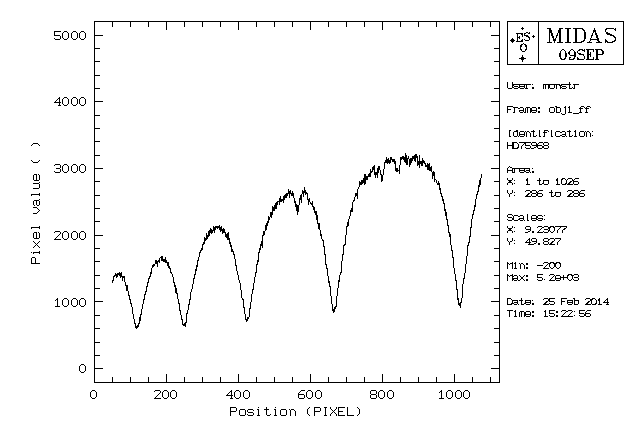 5000
4000
3000
2000
1000
0
0 200 400 600 800 1000
Position (PIXEL)
Pixel value ( )
ESO
MIDAS
09SEP
User: monstr
Frame: obj1_ff
Identification:
HD75968
Area:
X: 1 to 1026
Y: 286 to 286
Scales:
X: 9.23077
Y: 49.827
Min: -200
Max: 5.2e+03
Date: 25 Feb 2014
Time: 15:22:56